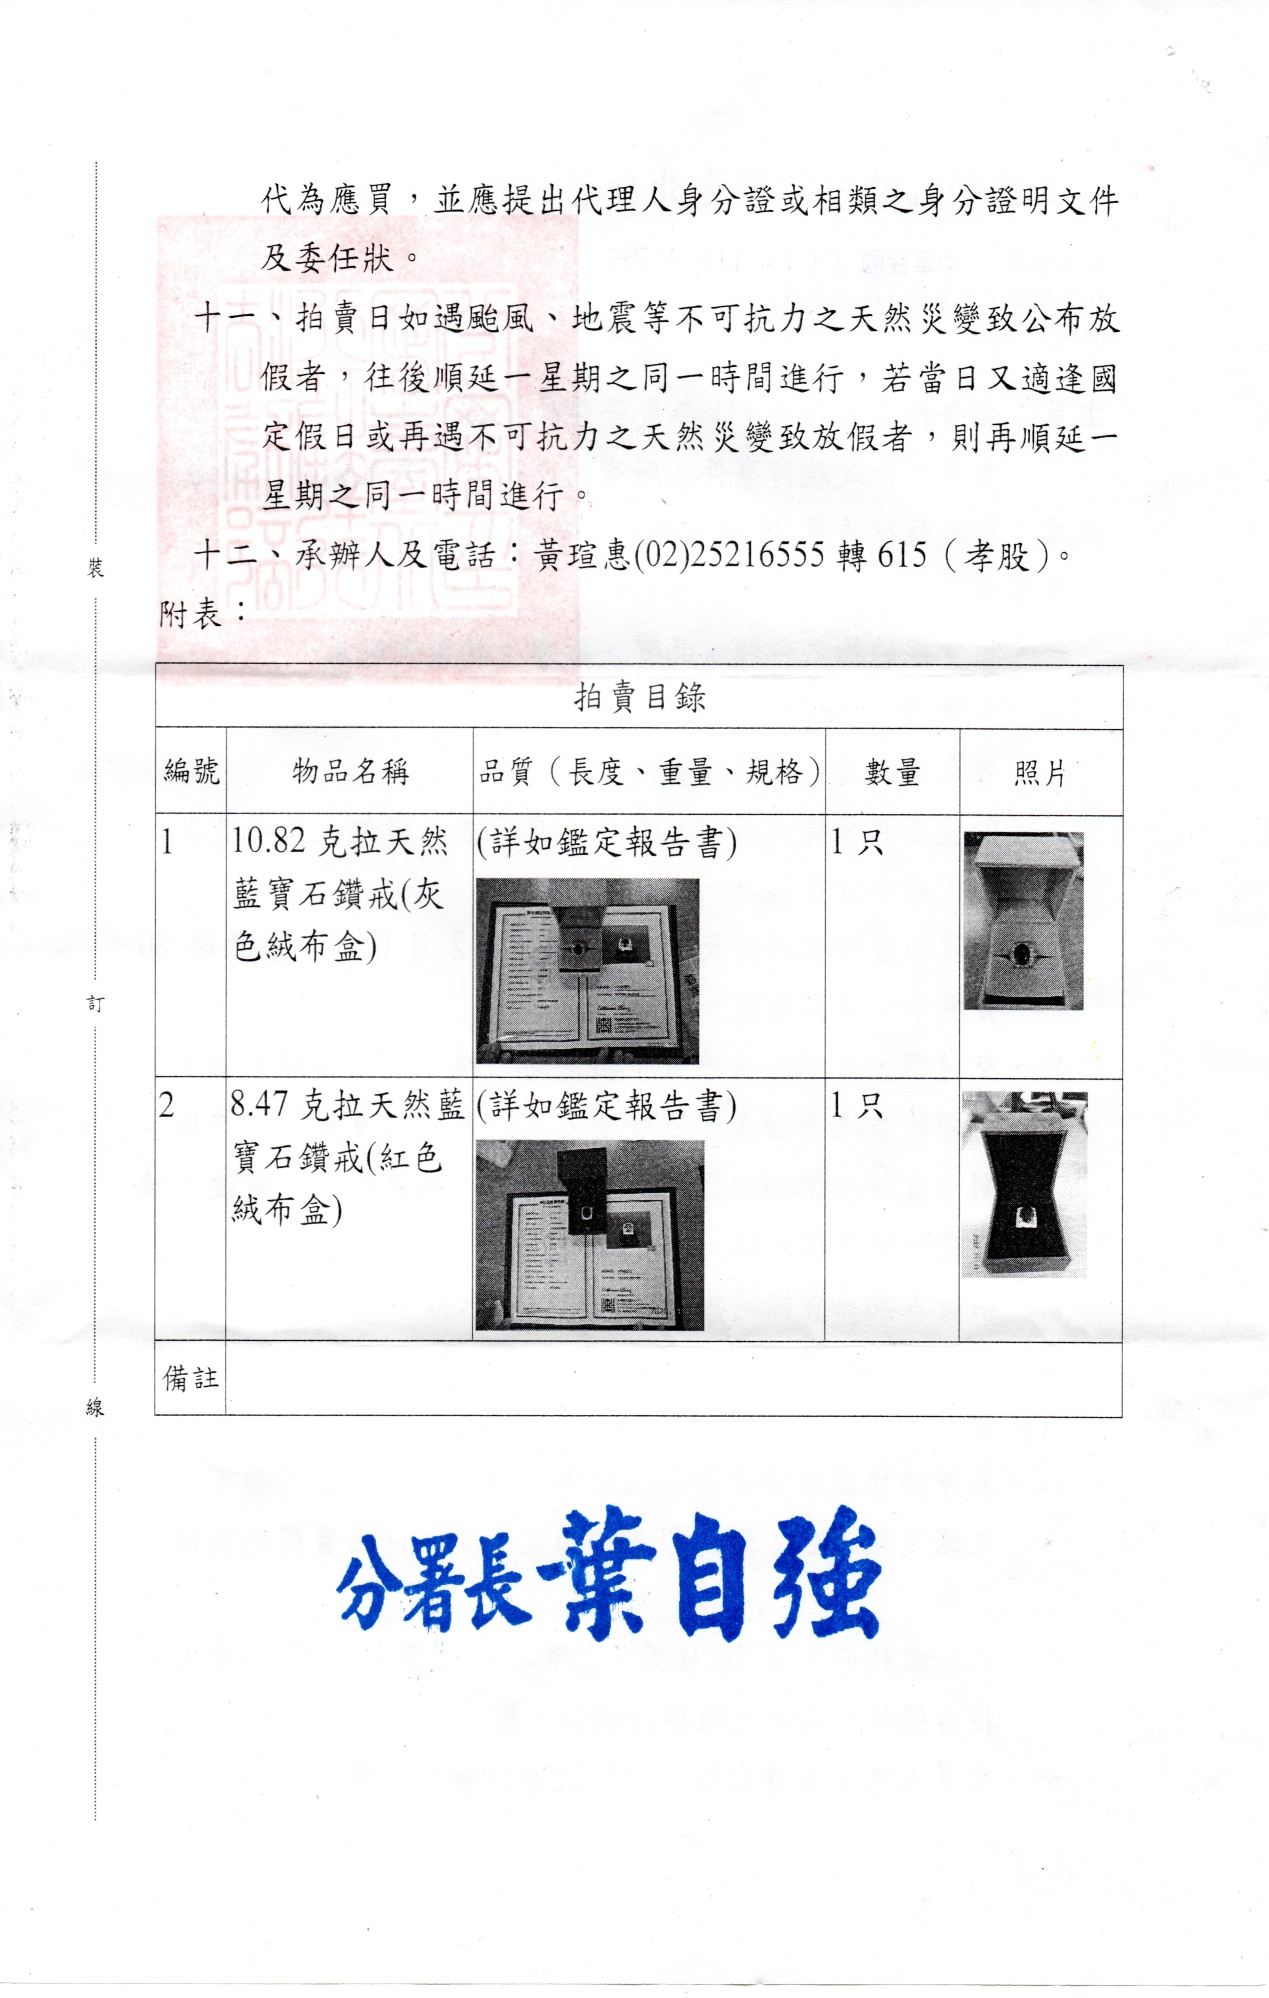 代為應買，並應提出代理人身分證或相類之身分證明文件
及委任狀。
十一、拍賣日如遇颱風、地震等不可抗力之天然災變致公布放
假者，往後順延一星期之同一時間進行，若當日又適逢國
定假日或再遇不可抗力之天然災變致放假者，則再順延一
星期之同一時間進行。
十二、承辦人及電話：黃瑄惠(02)25216555 轉 615（孝股）。
附表：
拍賣目錄
編號 物品名稱 品質（長度、重量、規格） 數量 照片
1 10.82 克拉天然 (詳如鑑定報告書) 1 只
藍寶石鑽戒(灰
色絨布盒)
2 8.47 克拉天然藍 (詳如鑑定報告書) 1 只
寶石鑽戒(紅色
絨布盒)
備註
分署長葉自強
裝
訂
線